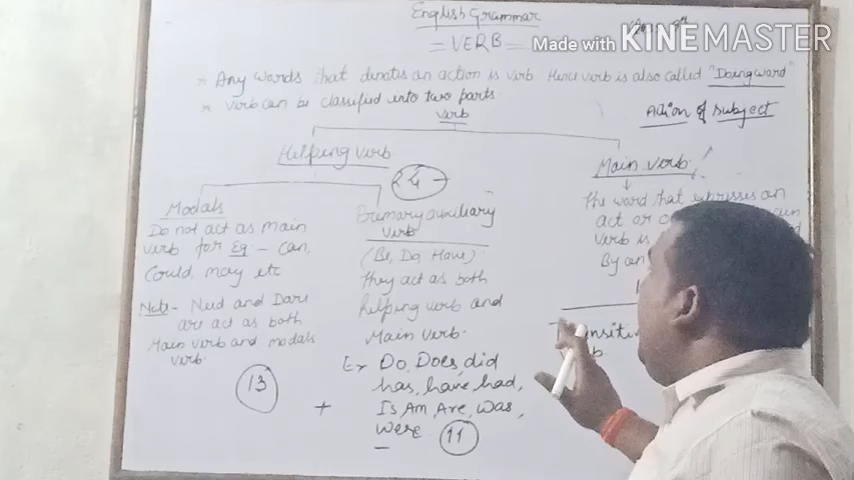 English Grammar
= VERB =
Made with KINEMASTER
* Any words that denotes an action is verb Hence verb is also called "Doing word"
* Verb can be classified into two parts.
Action of Subject
verb
Helping verb
24
Main verb
Modals
Do not act as main
verb for Eg - Can,
Could, may etc
Note - Need and Dare
are act as both
Main verb and modals
verb.
13
+
Primary auxiliary
verb
(Be, Do, Have)
They act as both
helping verb and
Main verb.
Ex Do, Does, did
has, have, had,
Is Am, Are, was,
were
11
The word that expresses an
act or
verb is
By an